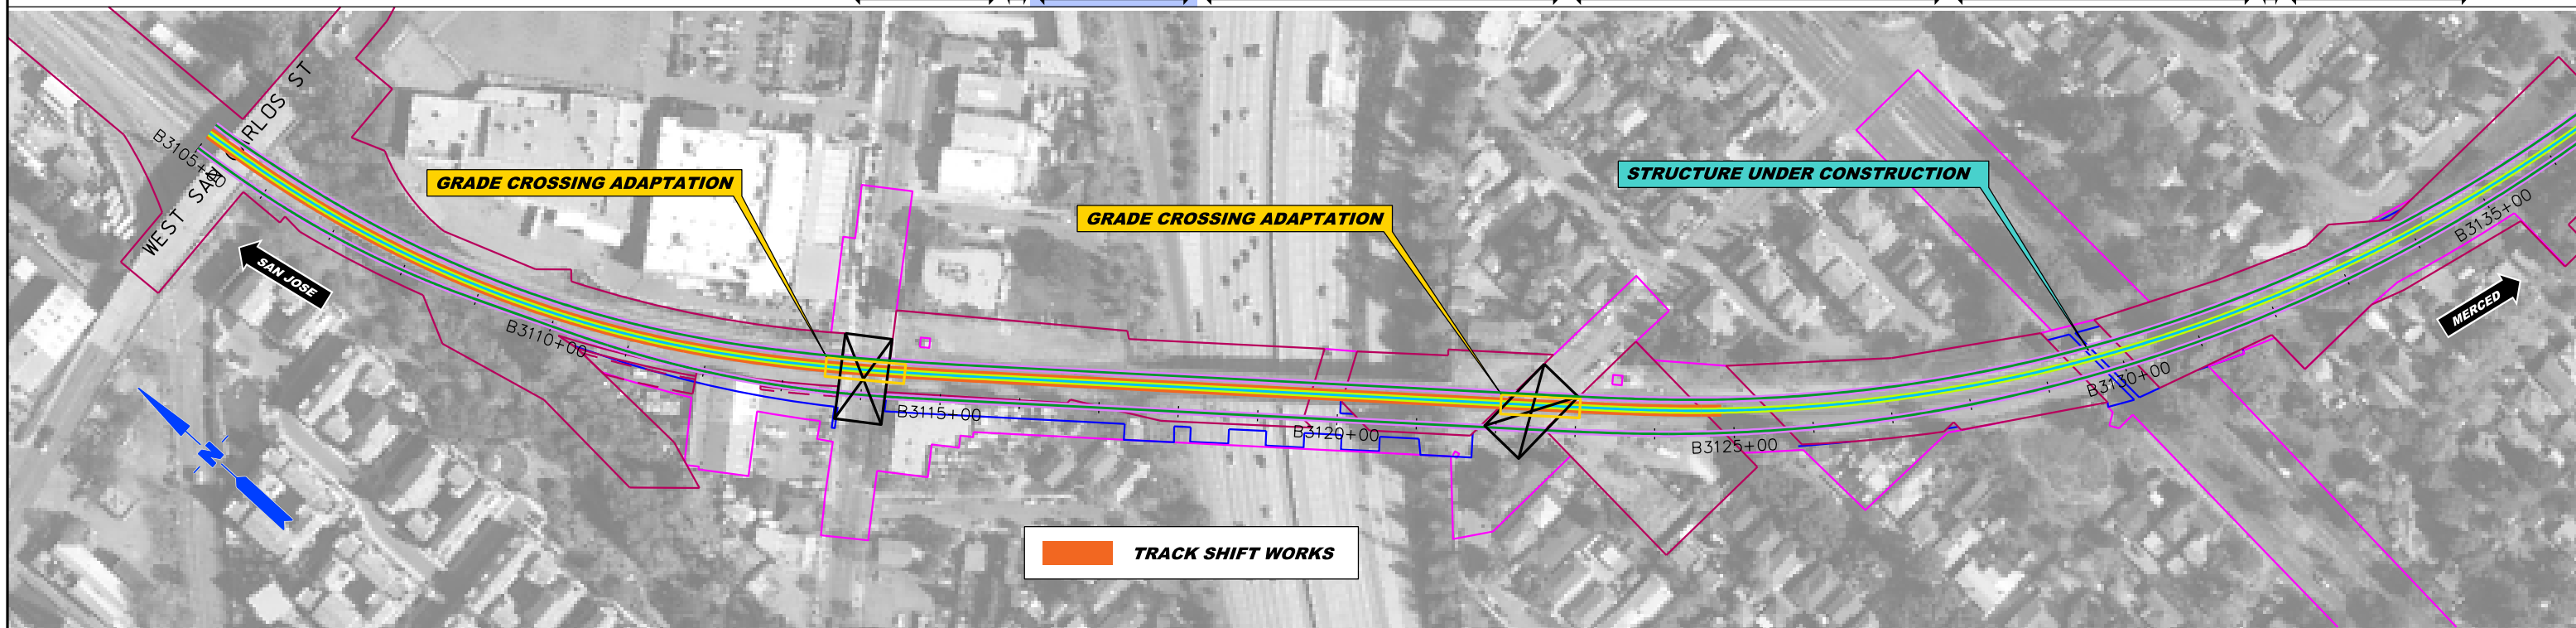 WEST SAN CARLOS ST
B3105+00
SAN JOSE
GRADE CROSSING ADAPTATION
GRADE CROSSING ADAPTATION
STRUCTURE UNDER CONSTRUCTION
B3110+00
B3115+00
B3120+00
B3125+00
B3130+00
B3135+00
MERCED
N
TRACK SHIFT WORKS